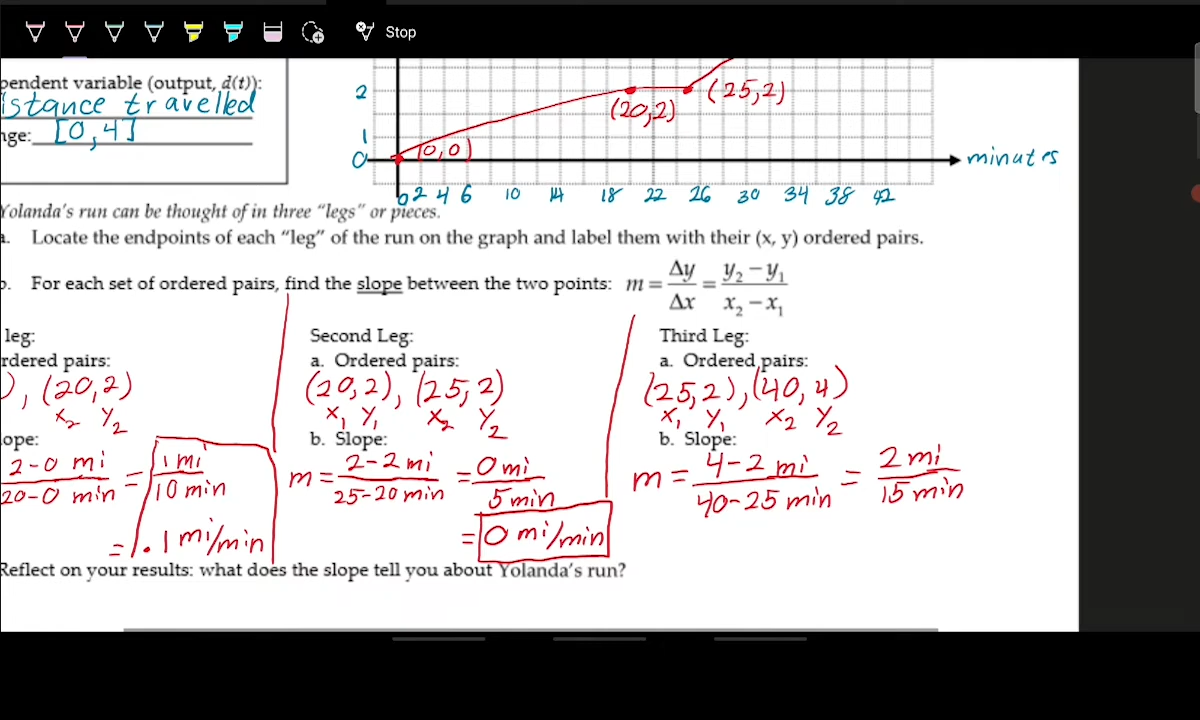 Stop
pendent variable (output, d(t)):
istance travelled
nge: [0,4]
2
1
0
(0,0)
(20,2)
(25,2)
minutes
0 2 4 6 10 14 18 22 26 30 34 38 42
Yolanda's run can be thought of in three "legs" or pieces.
a. Locate the endpoints of each "leg" of the run on the graph and label them with their (x, y) ordered pairs.
b. For each set of ordered pairs, find the slope between the two points: m = Δy/Δx = y₂ − y₁/x₂ − x₁
leg:
rdered pairs:
), (20,2)
x₂ y₂
ope:
2-0 mi/20-0 min = 1 mi/10 min
= .1 mi/min
Second Leg:
a. Ordered pairs:
(20,2), (25,2)
x₁ y₁ x₂ y₂
b. Slope:
m = 2-2 mi/25-20 min = 0 mi/5 min
= 0 mi/min
Third Leg:
a. Ordered pairs:
(25,2), (40,4)
x₁ y₁ x₂ y₂
b. Slope:
m = 4-2 mi/40-25 min = 2 mi/15 min
Reflect on your results: what does the slope tell you about Yolanda's run?